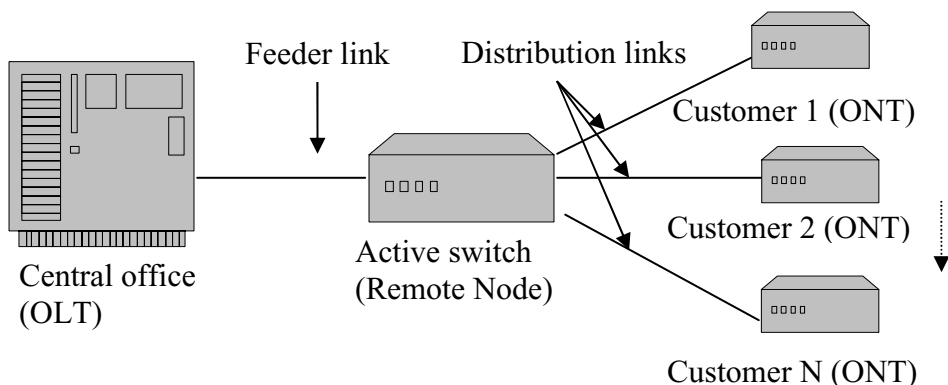 Feeder link
Distribution links
Customer 1 (ONT)
Customer 2 (ONT)
Central office
(OLT)
Active switch
(Remote Node)
Customer N (ONT)